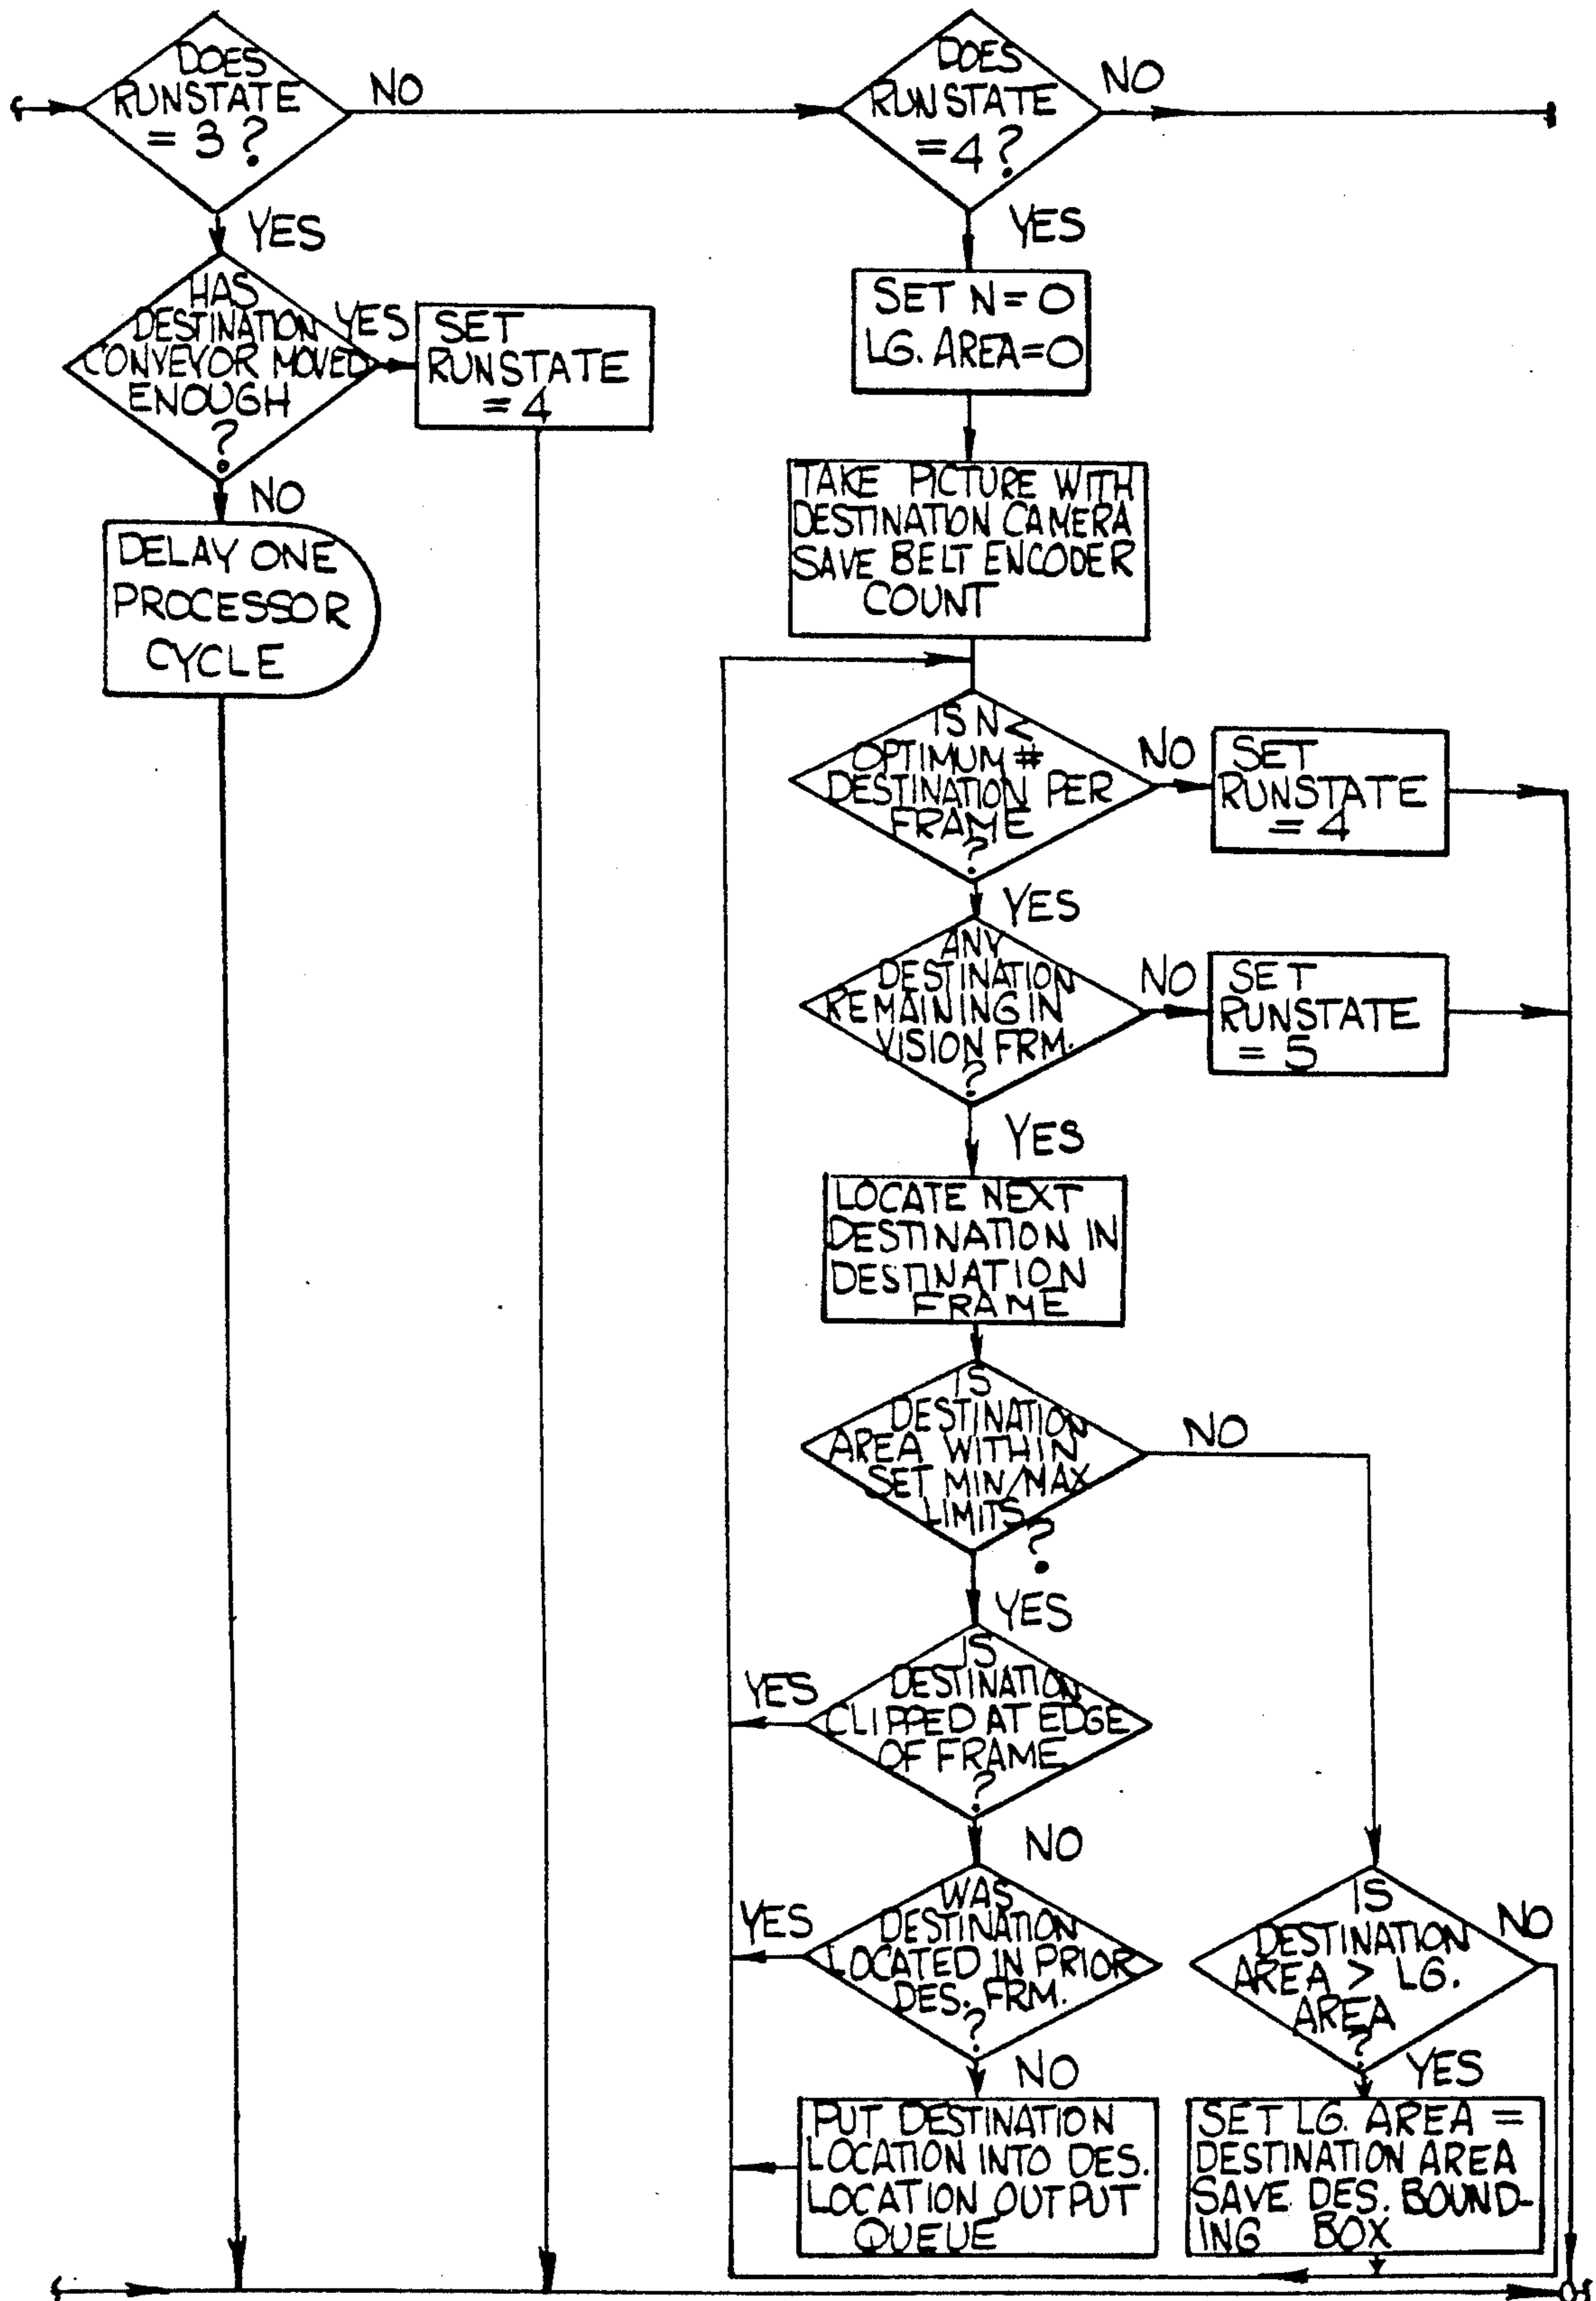 DOES
RUNSTATE
= 3 ?
NO
YES
HAS
DESTINATION
CONVEYOR MOVED
ENOUGH
?
YES
SET
RUNSTATE
= 4
NO
DELAY ONE
PROCESSOR
CYCLE
DOES
RUNSTATE
= 4 ?
NO
YES
SET N = 0
LG. AREA = 0
TAKE PICTURE WITH
DESTINATION CAMERA
SAVE BELT ENCODER
COUNT
IS N <
OPTIMUM #
DESTINATION PER
FRAME
?
NO
SET
RUNSTATE
= 4
YES
ANY
DESTINATION
REMAINING IN
VISION FRM.
?
NO
SET
RUNSTATE
= 5
YES
LOCATE NEXT
DESTINATION IN
DESTINATION
FRAME
IS
DESTINATION
AREA WITHIN
SET MIN/MAX
LIMITS
?
NO
YES
IS
DESTINATION
CLIPPED AT EDGE
OF FRAME
?
YES
NO
WAS
DESTINATION
LOCATED IN PRIOR
DES. FRM.
?
YES
NO
PUT DESTINATION
LOCATION INTO DES.
LOCATION OUTPUT
QUEUE
IS
DESTINATION
AREA > LG.
AREA
?
NO
YES
SET LG. AREA =
DESTINATION AREA
SAVE DES. BOUND-
ING BOX